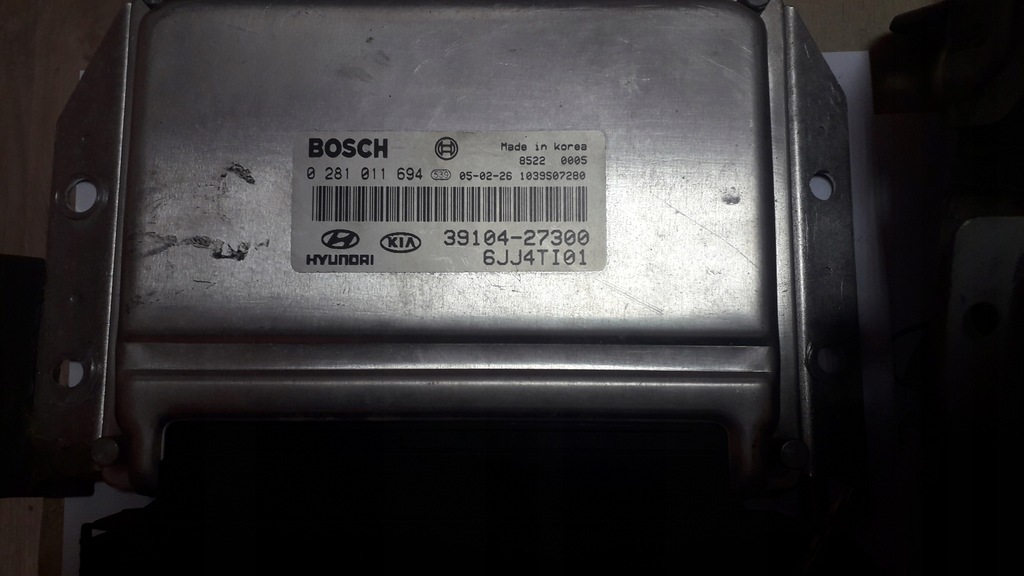 BOSCH
Made in korea
8522 0005
0 281 011 694 539 05-02-26 1039S07280
HYUNDAI KIA 39104-27300
6JJ4TI01